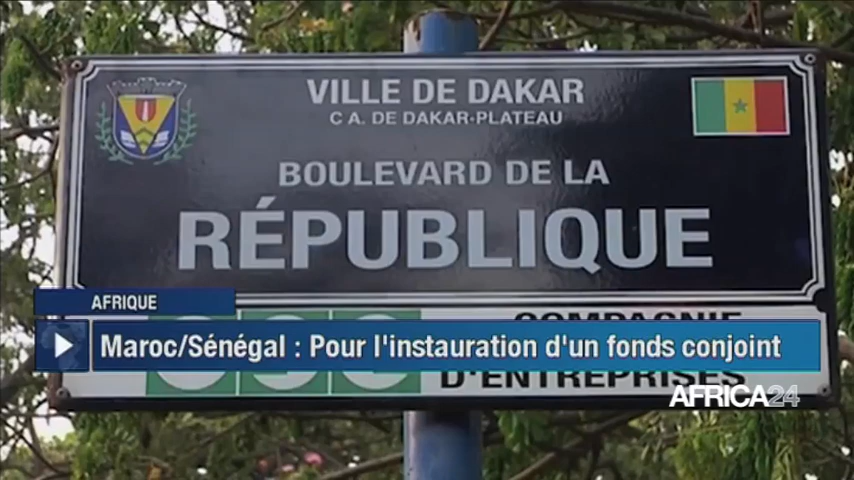 VILLE DE DAKAR
C A. DE DAKAR-PLATEAU
BOULEVARD DE LA
RÉPUBLIQUE
AFRIQUE
Maroc/Sénégal : Pour l'instauration d'un fonds conjoint
COMPAGNIE
D'ENTREPRISES
AFRICA24